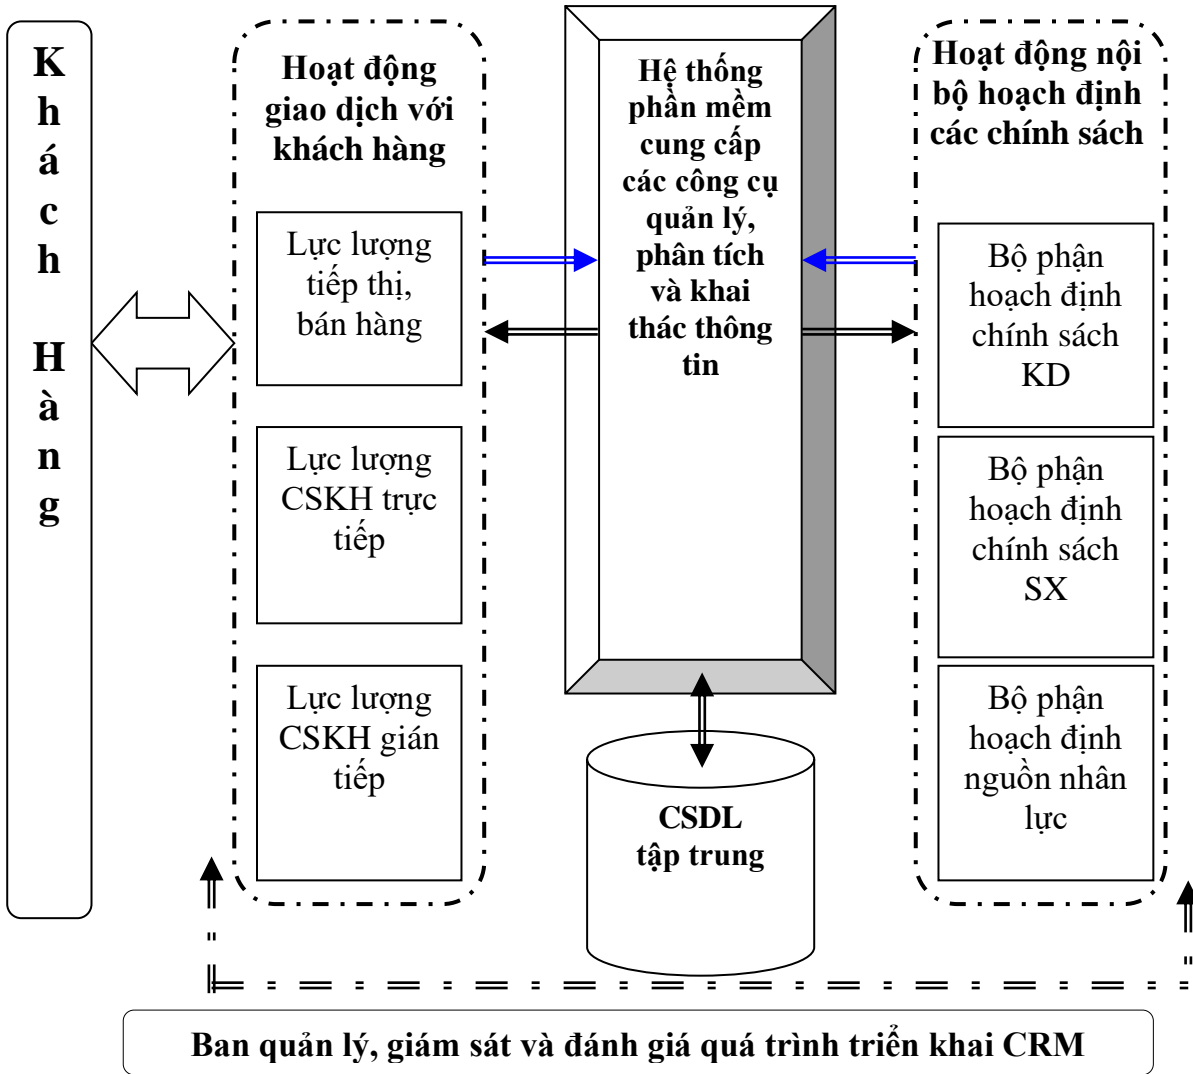 K
h
á
c
h
H
à
n
g
Hoạt động
giao dịch với
khách hàng
Lực lượng
tiếp thị,
bán hàng
Lực lượng
CSKH trực
tiếp
Lực lượng
CSKH gián
tiếp
Hệ thống
phần mềm
cung cấp
các công cụ
quản lý,
phân tích
và khai
thác thông
tin
CSDL
tập trung
Hoạt động nội
bộ hoạch định
các chính sách
Bộ phận
hoạch định
chính sách
KD
Bộ phận
hoạch định
chính sách
SX
Bộ phận
hoạch định
nguồn nhân
lực
Ban quản lý, giám sát và đánh giá quá trình triển khai CRM